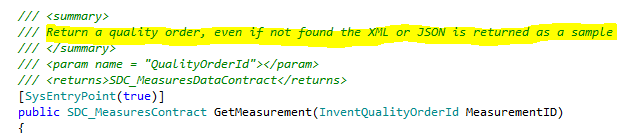 /// <summary>
/// Return a quality order, even if not found the XML or JSON is returned as a sample
/// </summary>
/// <param name = "QualityOrderId"></param>
/// <returns>SDC_MeasuresDataContract</returns>
[SysEntryPoint(true)]
public SDC_MeasuresContract GetMeasurement(InventQualityOrderId MeasurementID)
{